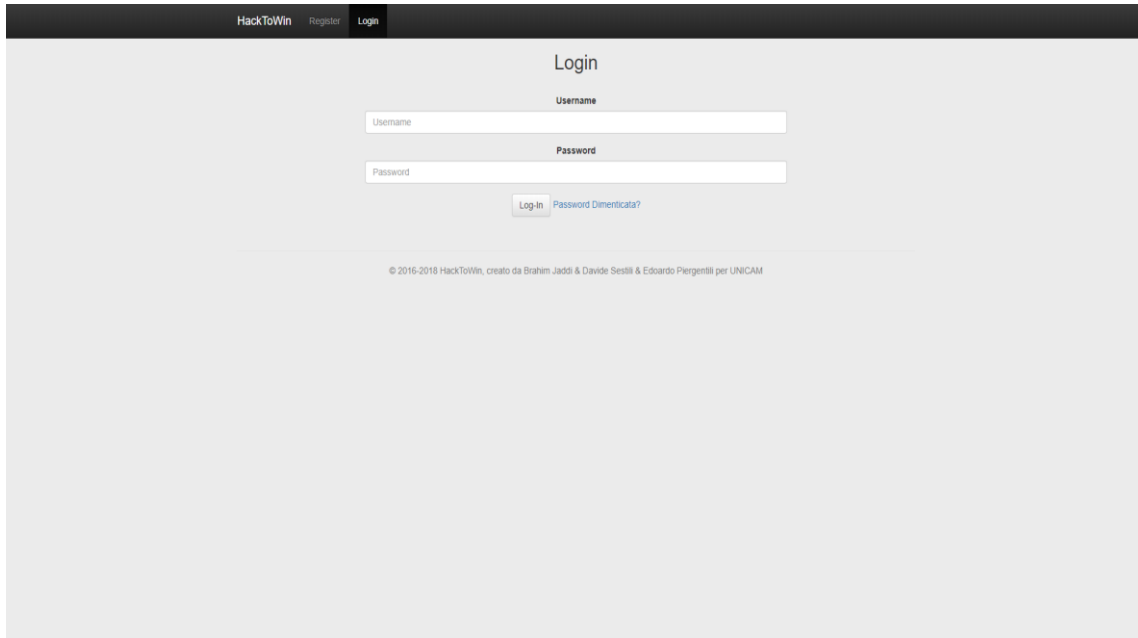 HackToWin Register Login
Login
Username
Username
Password
Password
Log-In Password Dimenticata?
© 2016-2018 HackToWin, creato da Brahim Jaddi & Davide Sestili & Edoardo Piergentili per UNICAM